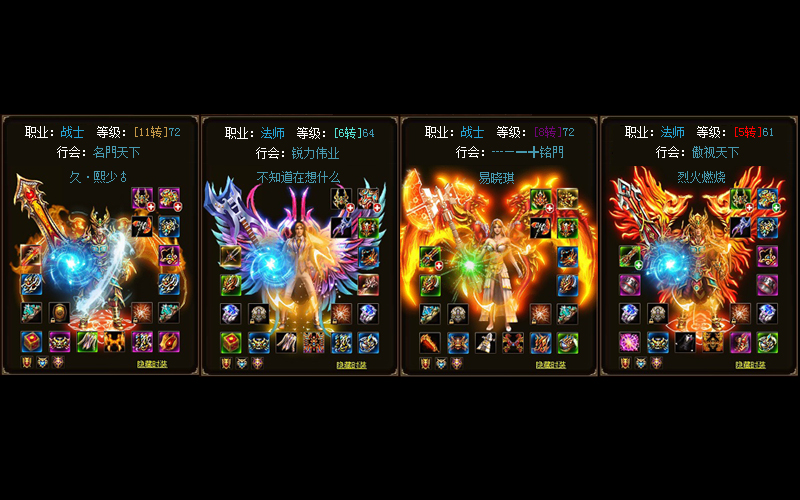 职业：战士 等级：[11转]72
行会：名門天下
久·熙少♂
隐藏时装
职业：法师 等级：[6转]64
行会：锐力伟业
不知道在想什么
隐藏时装
职业：战士 等级：[8转]72
行会：┄─━╋铭門
易晓琪
隐藏时装
职业：法师 等级：[5转]61
行会：傲视天下
烈火燃烧
隐藏时装